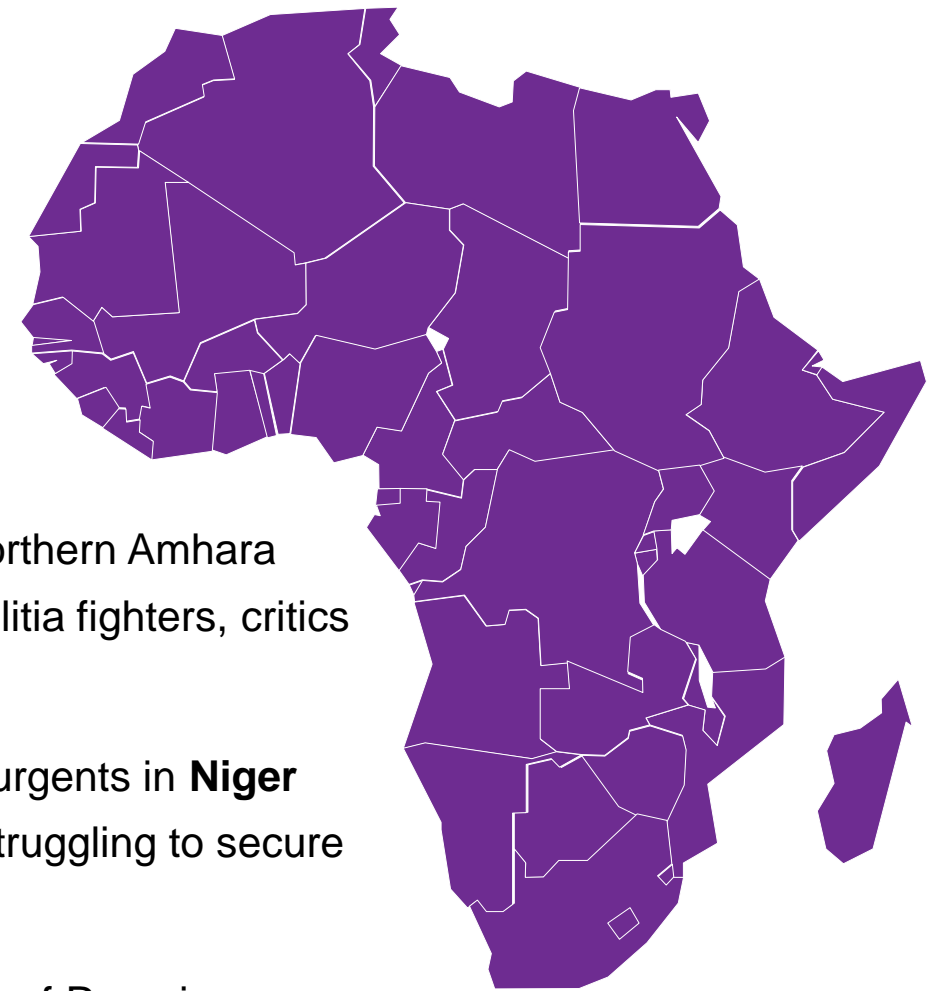 orthern Amhara
litia fighters, critics
urgents in Niger
truggling to secure